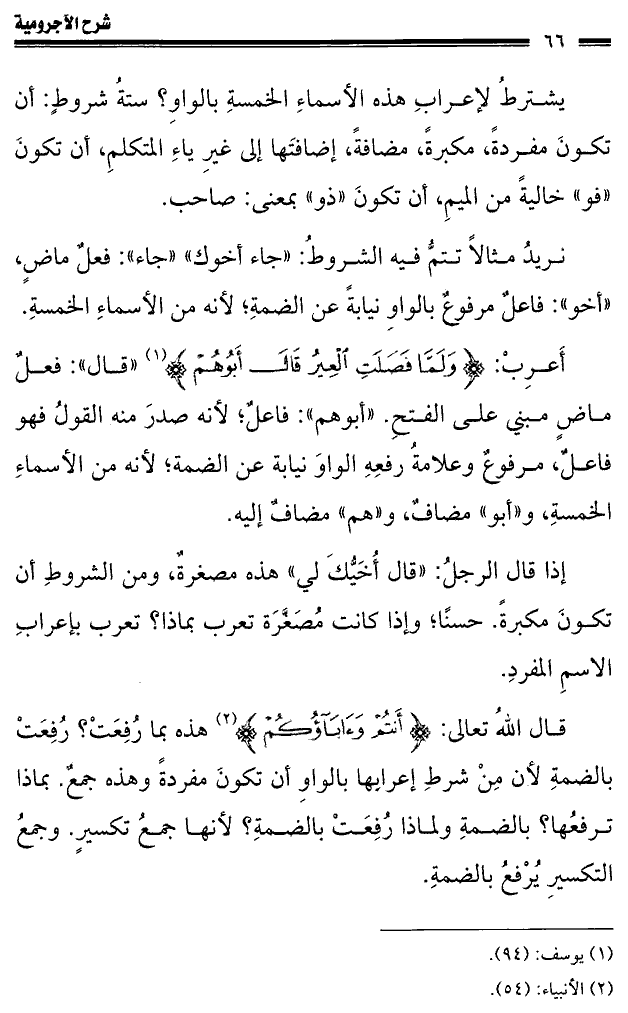 شرح الآجرومية
٦٦
يشترطُ لإعرابِ هذه الأسماءِ الخمسةِ بالواوِ؟ ستةُ شروطٍ: أن
تكونَ مفردةً، مكبرةً، مضافةً، إضافتَها إلى غيرِ ياءِ المتكلمِ، أن تكونَ
«فو» خاليةً من الميمِ، أن تكونَ «ذو» بمعنى: صاحب.
نريدُ مثالاً تتمُّ فيه الشروطُ: «جاء أخوك» «جاء»: فعلٌ ماضٍ،
«أخو»: فاعلٌ مرفوعٌ بالواوِ نيابةً عن الضمةِ؛ لأنه من الأسماءِ الخمسةِ.
أَعربْ: ﴿ وَلَمَّا فَصَلَتِ ٱلْعِيرُ قَالَ أَبُوهُمْ ﴾(١) «قال»: فعلٌ
ماضٍ مبني على الفتحِ. «أبوهم»: فاعلٌ؛ لأنه صدرَ منه القولُ فهو
فاعلٌ، مرفوعٌ وعلامةُ رفعِهِ الواوَ نيابة عن الضمة؛ لأنه من الأسماءِ
الخمسةِ، و«أبو» مضافٌ، و«هم» مضافٌ إليه.
إذا قال الرجلُ: «قال أُخَيُّكَ لي» هذه مصغرةٌ، ومن الشروطِ أن
تكونَ مكبرةً. حسنًا؛ وإذا كانت مُصَغَّرَة تعرب بماذا؟ تعرب بإعرابِ
الاسمِ المفردِ.
قال اللهُ تعالى: ﴿ أَنتُمْ وَءَابَآؤُكُمْ ﴾(٢) هذه بما رُفِعَتْ؟ رُفِعَتْ
بالضمةِ لأن مِنْ شرطِ إعرابِها بالواوِ أن تكونَ مفردةً وهذه جمعٌ. بماذا
ترفعُها؟ بالضمةِ ولماذا رُفِعَتْ بالضمةِ؟ لأنها جمعُ تكسيرٍ. وجمعُ
التكسيرِ يُرْفعُ بالضمةِ.
(١) يوسف: (٩٤).
(٢) الأنبياء: (٥٤).